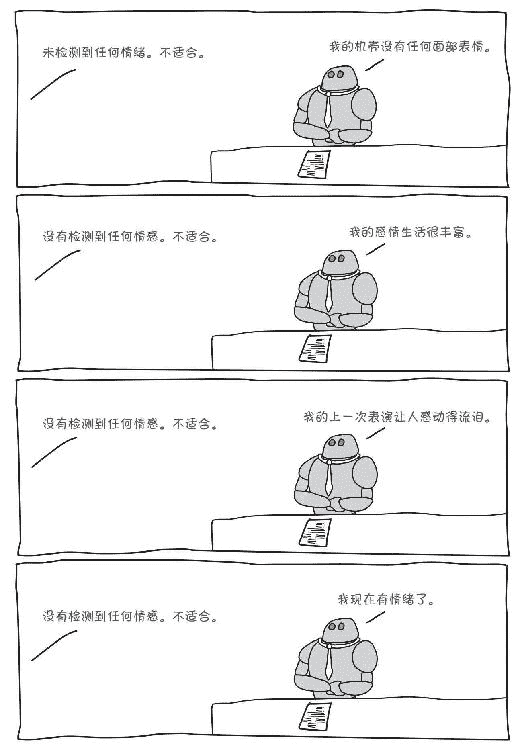 未检测到任何情绪。不适合。
我的机壳没有任何面部表情。
没有检测到任何情感。不适合。
我的感情生活很丰富。
没有检测到任何情感。不适合。
我的上一次表演让人感动得流泪。
没有检测到任何情感。不适合。
我现在有情绪了。